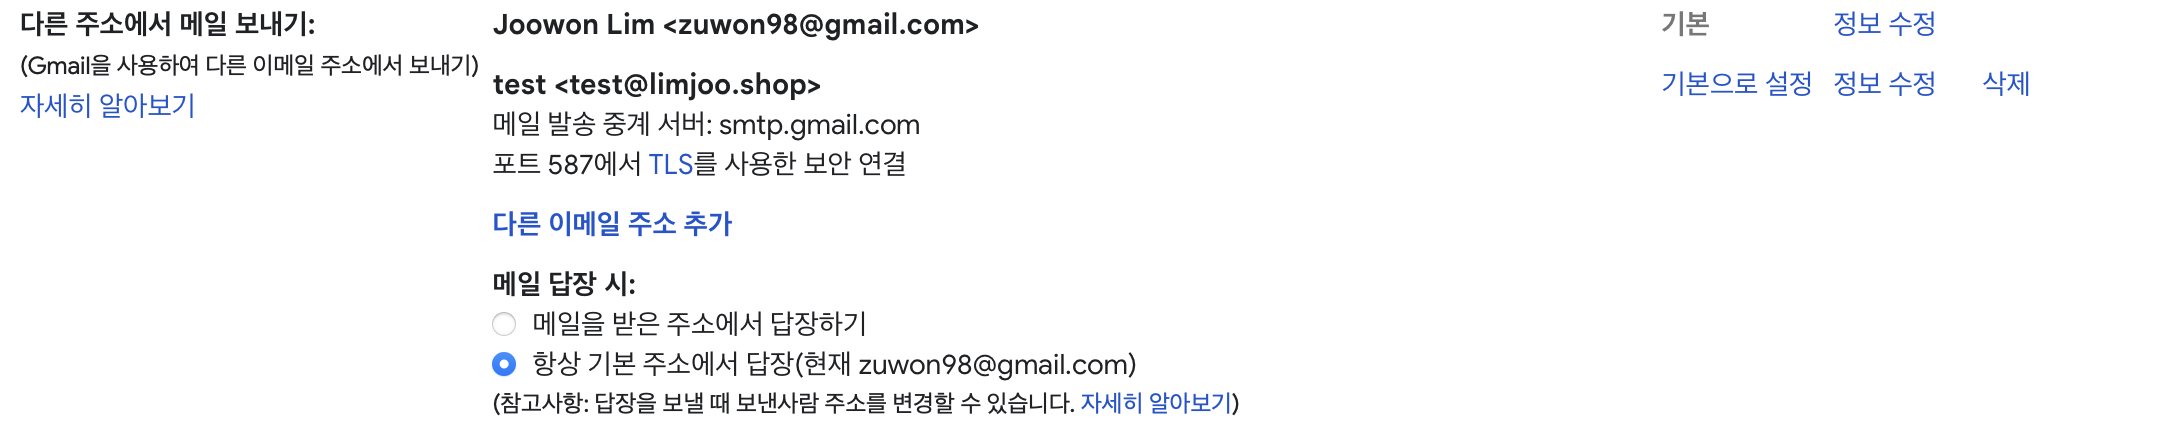 다른 주소에서 메일 보내기:
(Gmail을 사용하여 다른 이메일 주소에서 보내기)
자세히 알아보기
Joowon Lim <zuwon98@gmail.com>
기본
정보 수정
test <test@limjoo.shop>
메일 발송 중계 서버: smtp.gmail.com
포트 587에서 TLS를 사용한 보안 연결
기본으로 설정
정보 수정
삭제
다른 이메일 주소 추가
메일 답장 시:
메일을 받은 주소에서 답장하기
항상 기본 주소에서 답장(현재 zuwon98@gmail.com)
(참고사항: 답장을 보낼 때 보낸사람 주소를 변경할 수 있습니다. 자세히 알아보기)